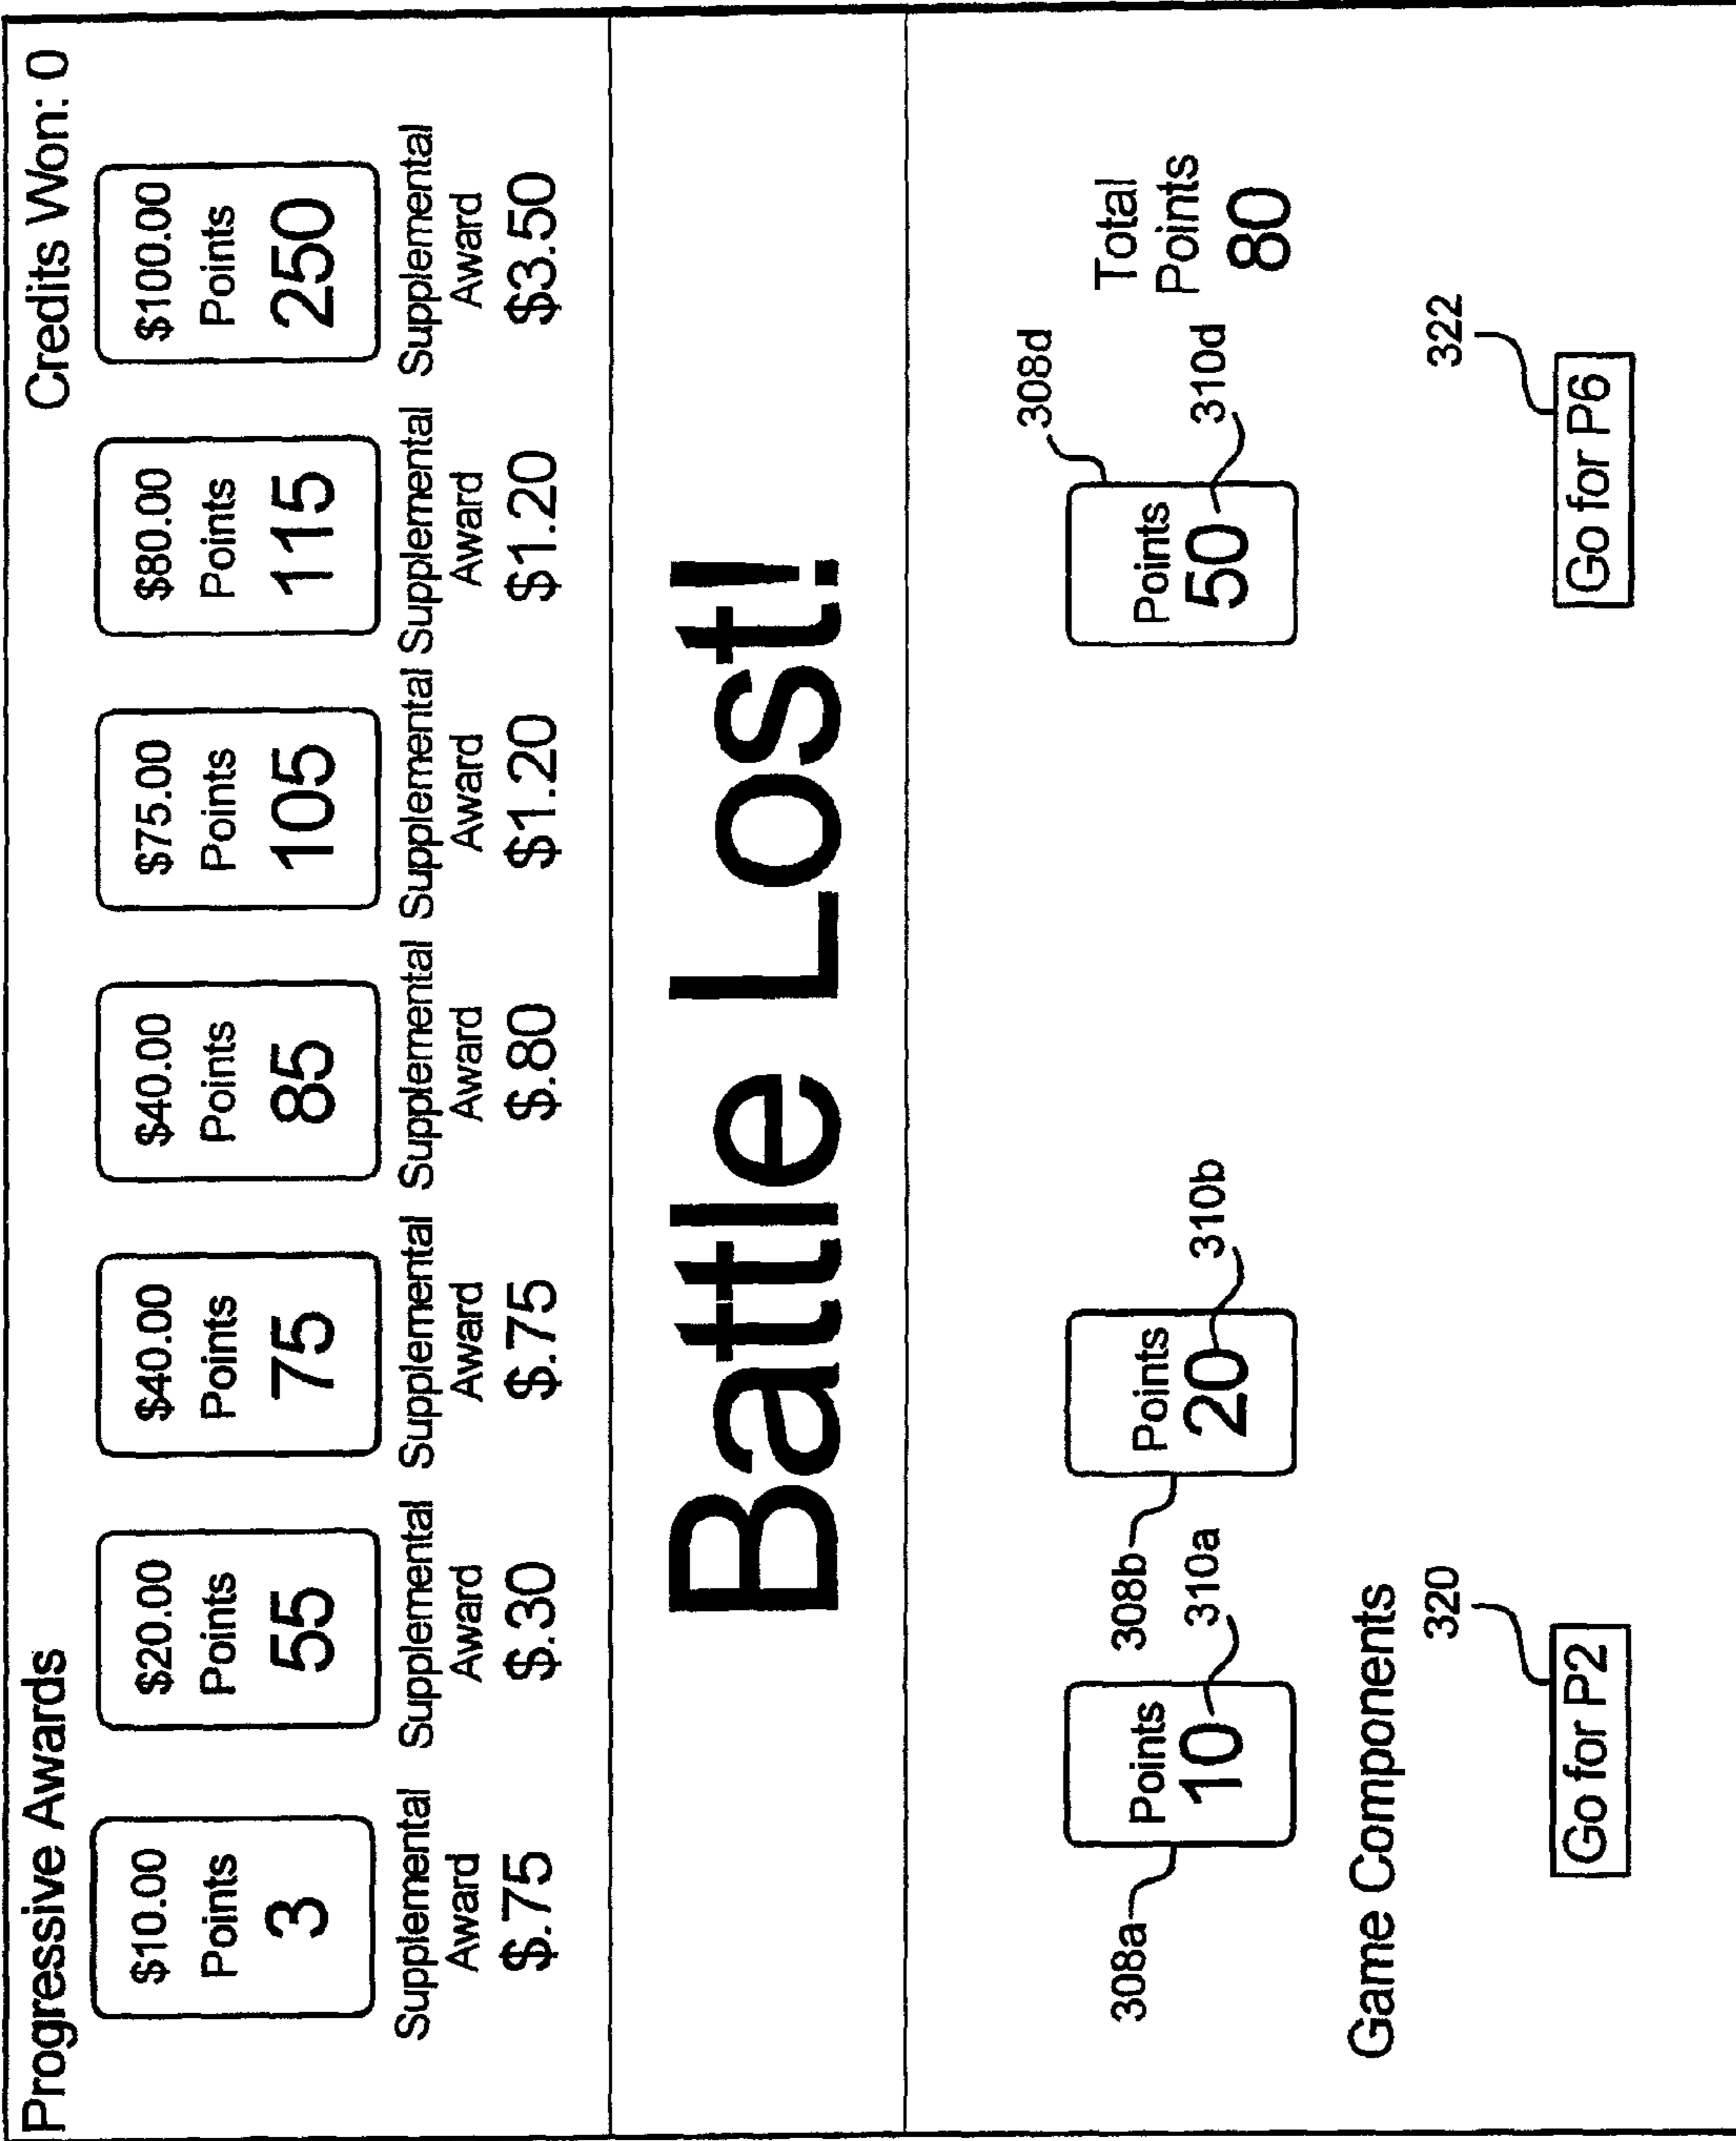 Progressive Awards Credits Won: 0
$10.00 $20.00 $40.00 $40.00 $75.00 $80.00 $100.00
Points Points Points Points Points Points Points
3 55 75 85 105 115 250
Supplemental Supplemental Supplemental Supplemental Supplemental Supplemental Supplemental
Award Award Award Award Award Award Award
$.75 $.30 $.75 $.80 $1.20 $1.20 $3.50
Battle Lost!
308d
308a 308b Total
Points Points Points Points
10 20 50 80
310a 310b 310d
Game Components
320 322
Go for P2 Go for P6